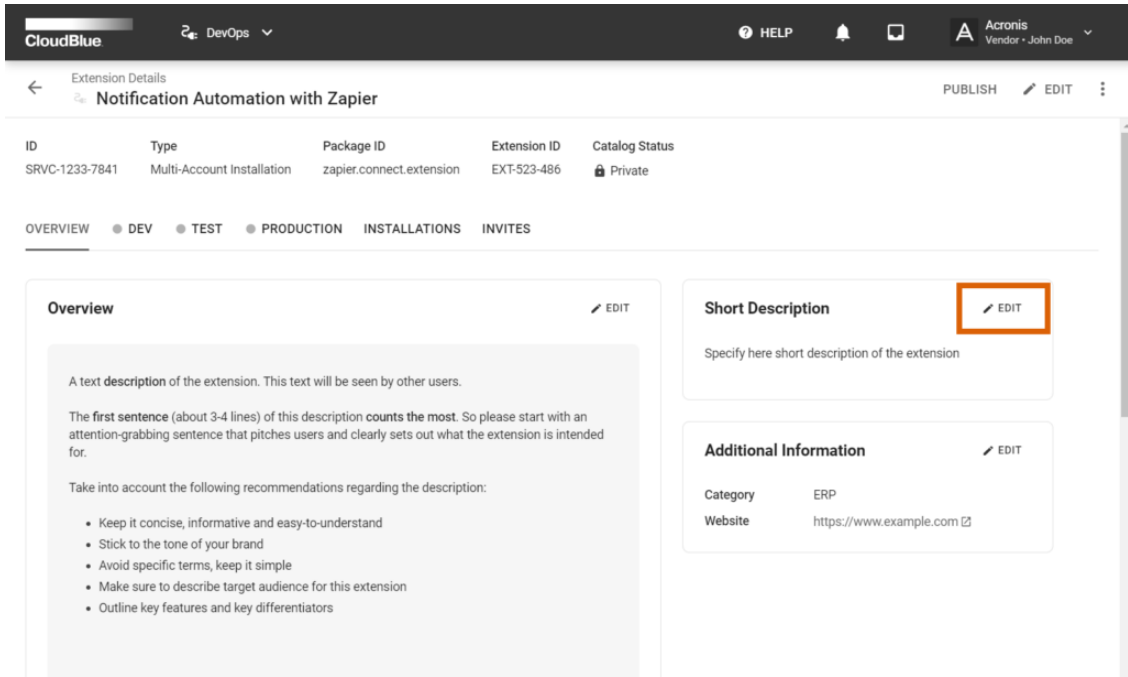 CloudBlue.
DevOps
HELP
Acronis
Vendor • John Doe
Extension Details
Notification Automation with Zapier
PUBLISH
EDIT
ID
Type
Package ID
Extension ID
Catalog Status
SRVC-1233-7841
Multi-Account Installation
zapier.connect.extension
EXT-523-486
Private
OVERVIEW
DEV
TEST
PRODUCTION
INSTALLATIONS
INVITES
Overview
EDIT
A text description of the extension. This text will be seen by other users.
The first sentence (about 3-4 lines) of this description counts the most. So please start with an
attention-grabbing sentence that pitches users and clearly sets out what the extension is intended
for.
Take into account the following recommendations regarding the description:
• Keep it concise, informative and easy-to-understand
• Stick to the tone of your brand
• Avoid specific terms, keep it simple
• Make sure to describe target audience for this extension
• Outline key features and key differentiators
Short Description
EDIT
Specify here short description of the extension
Additional Information
EDIT
Category
ERP
Website
https://www.example.com